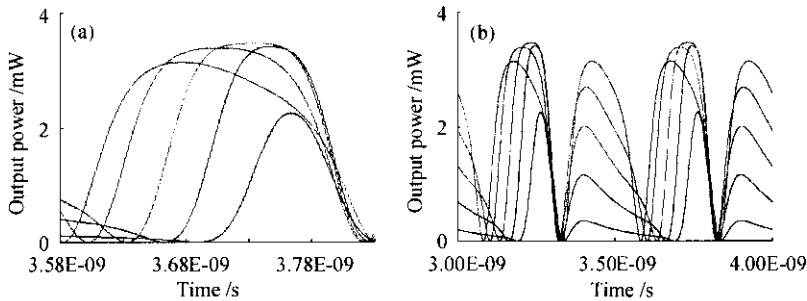 (a)
Output power /mW
4
2
0
3.58E-09 3.68E-09 3.78E-09
Time /s
(b)
Output power /mW
4
2
0
3.00E-09 3.50E-09 4.00E-09
Time /s